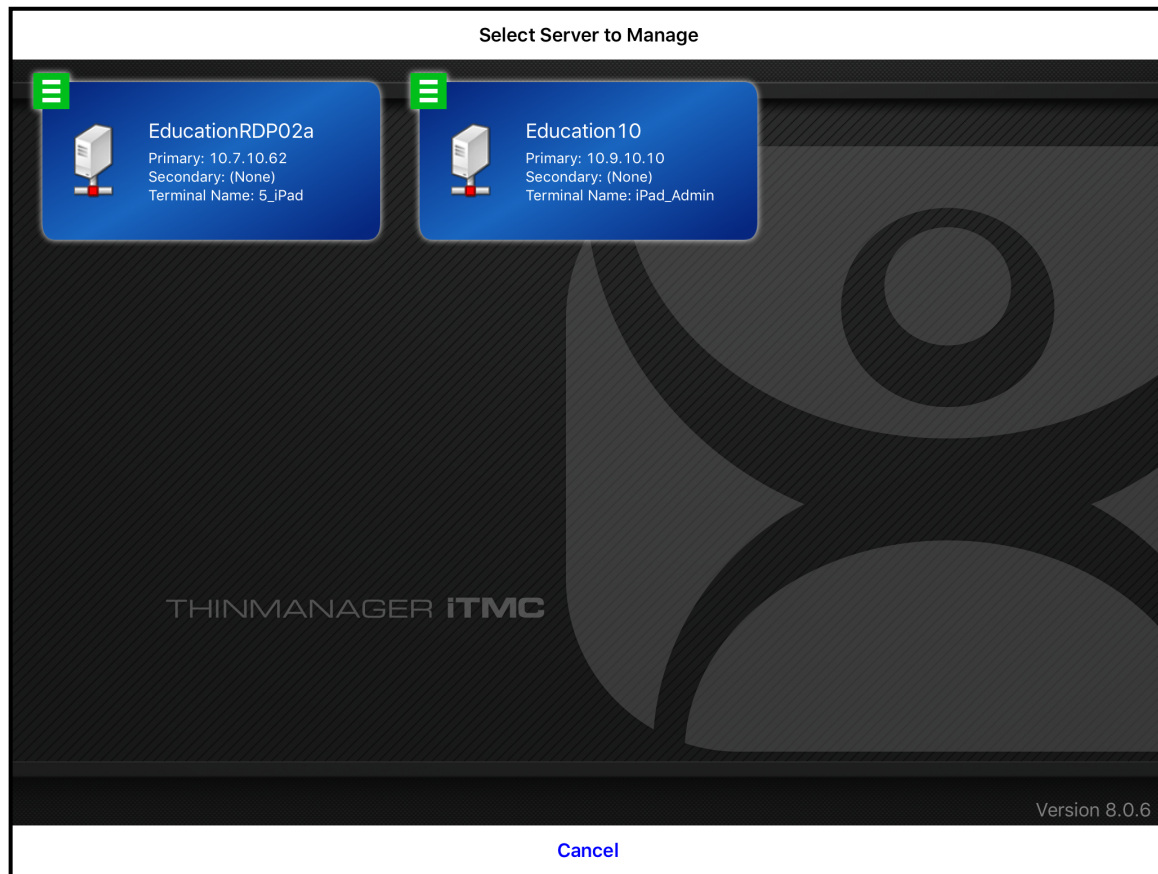 Select Server to Manage
EducationRDP02a
Primary: 10.7.10.62
Secondary: (None)
Terminal Name: 5_iPad
Education10
Primary: 10.9.10.10
Secondary: (None)
Terminal Name: iPad_Admin
THINMANAGER iTMC
Version 8.0.6
Cancel